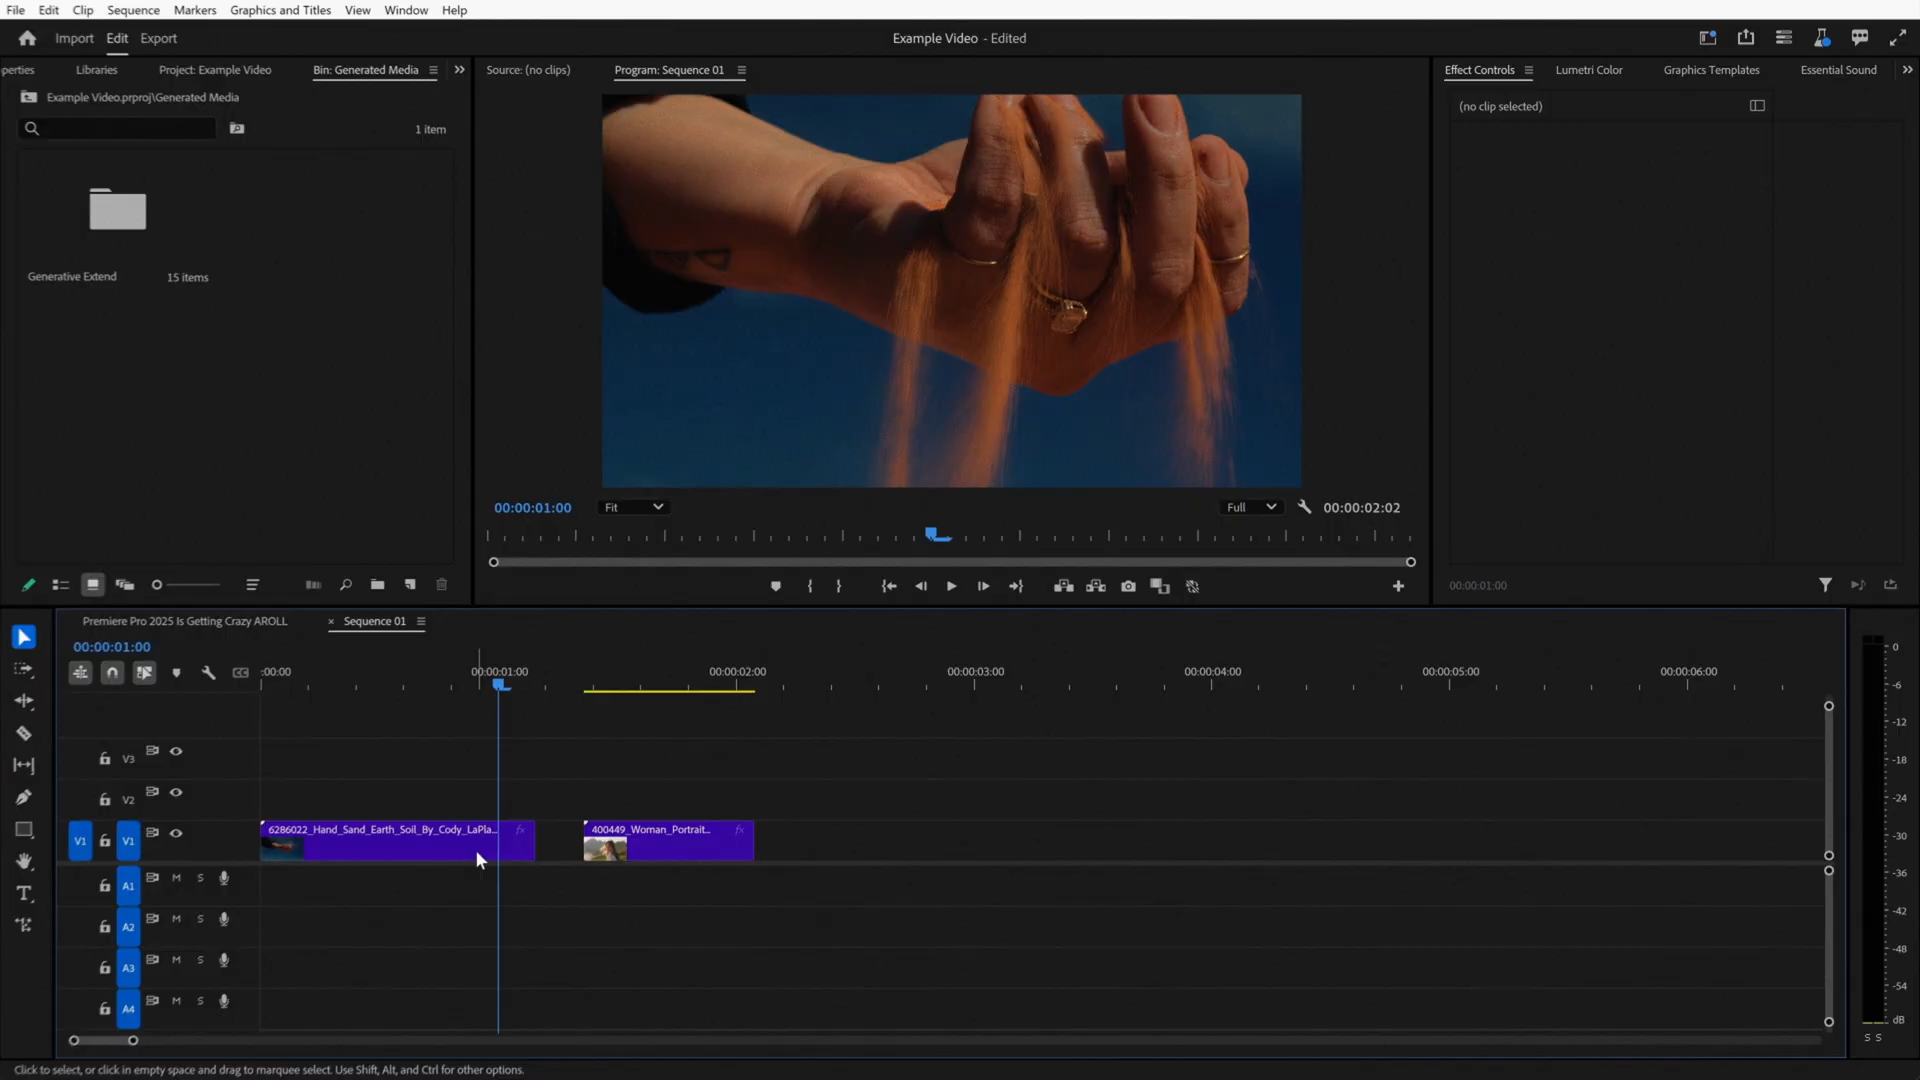 File Edit Clip Sequence Markers Graphics and Titles View Window Help
Import Edit Export
Example Video - Edited
perties Libraries Project: Example Video Bin: Generated Media
Source: (no clips) Program: Sequence 01
Effect Controls Lumetri Color Graphics Templates Essential Sound
Example Video.prproj\Generated Media
(no clip selected)
1 item
Generative Extend 15 items
00:00:01:00 Fit Full 00:00:02:02
00:00:01:00
Premiere Pro 2025 Is Getting Crazy AROLL × Sequence 01
00:00:01:00
:00:00 00:00:01:00 00:00:02:00 00:00:03:00 00:00:04:00 00:00:05:00 00:00:06:00
V3
V2
V1 V1
6286022_Hand_Sand_Earth_Soil_By_Cody_LaPla... fx
400449_Woman_Portrait... fx
A1 M S
A2 M S
A3 M S
A4 M S
0
-6
-12
-18
-24
-30
-36
-42
-48
-54
dB
S S
Click to select, or click in empty space and drag to marquee select. Use Shift, Alt, and Ctrl for other options.